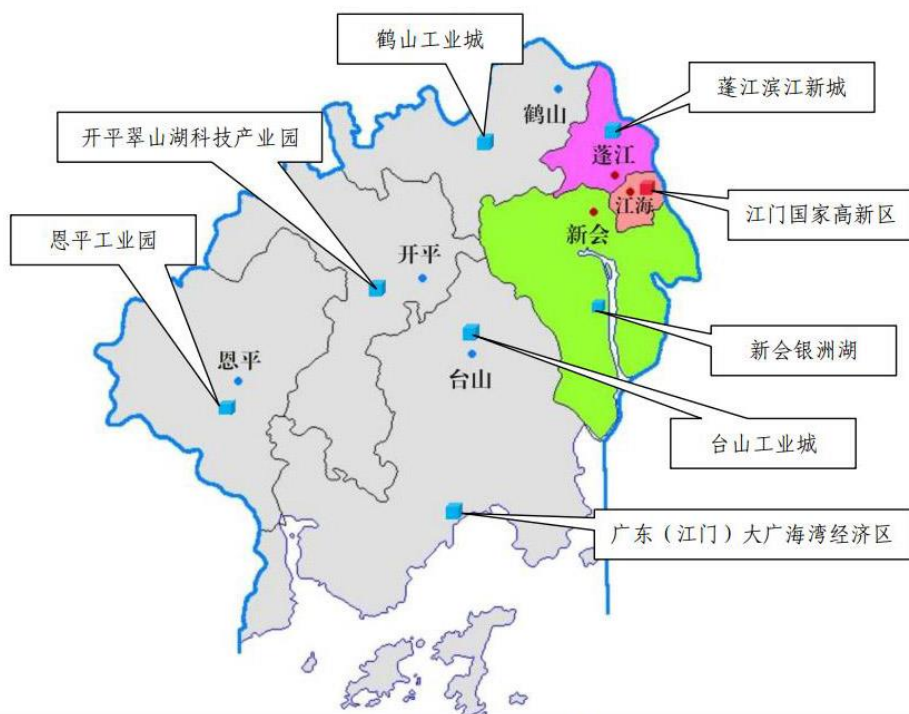 鹤山工业城
蓬江滨江新城
鹤山
开平翠山湖科技产业园
蓬江
江海
江门国家高新区
恩平工业园
新会
开平
新会银洲湖
恩平
台山
台山工业城
广东（江门）大广海湾经济区